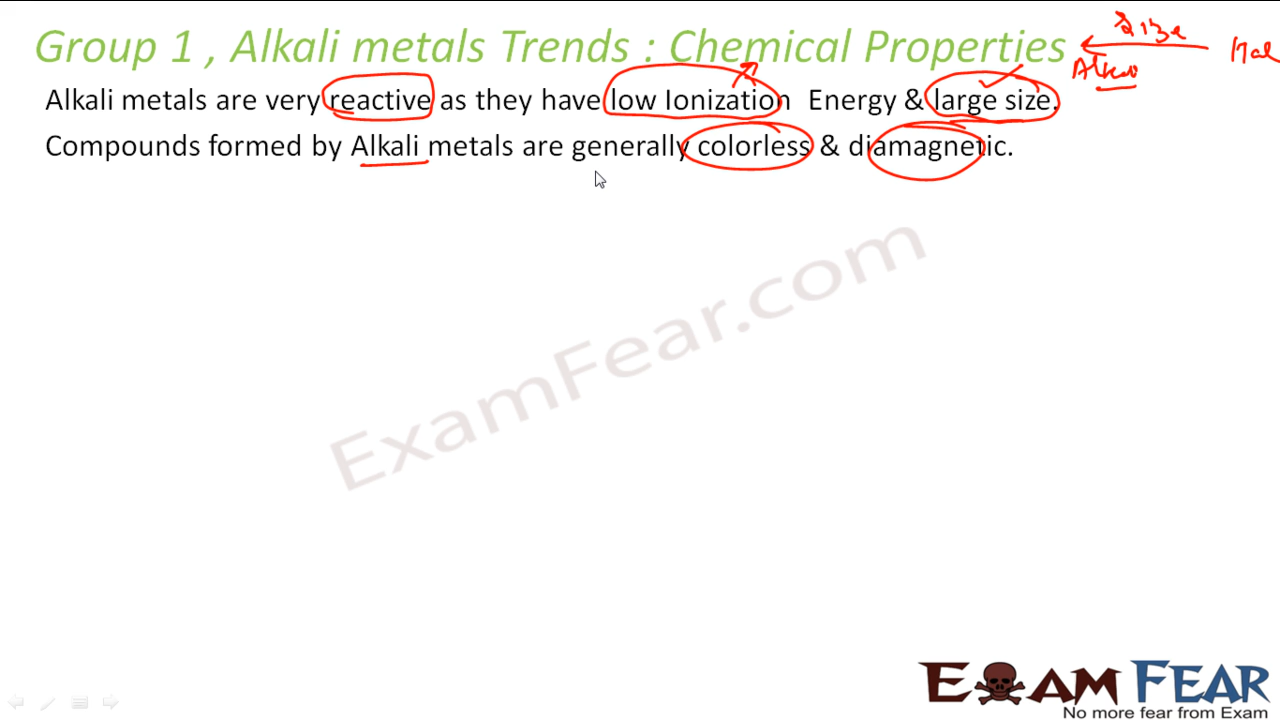 Group 1 , Alkali metals Trends : Chemical Properties
size
Alkali metals are very reactive as they have low Ionization Energy & large size.
Compounds formed by Alkali metals are generally colorless & diamagnetic.
ExamFear.com
EXAM FEAR
No more fear from Exam